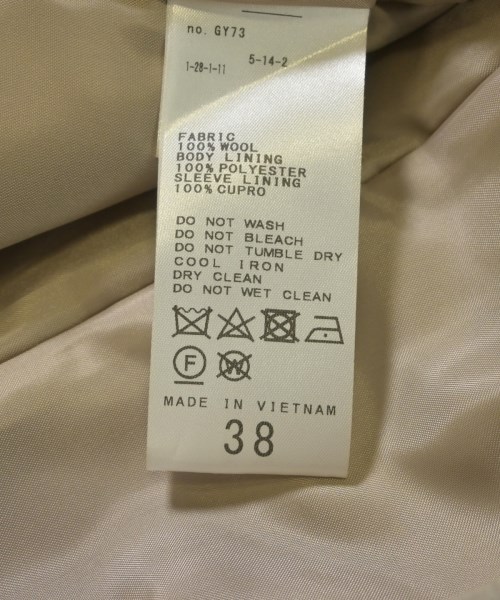 no. GY73
1-28-1-11 5-14-2
FABRIC
100% WOOL
BODY LINING
100% POLYESTER
SLEEVE LINING
100% CUPRO
DO NOT WASH
DO NOT BLEACH
DO NOT TUMBLE DRY
COOL IRON
DRY CLEAN
DO NOT WET CLEAN
F W
MADE IN VIETNAM
38